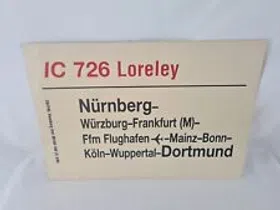 IC 726 Loreley
Nürnberg-
Würzburg-Frankfurt (M)-
Ffm Flughafen -Mainz-Bonn-
Köln-Wuppertal-Dortmund